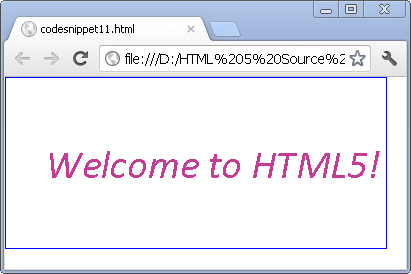 codesnippet11.html
file:///D:/HTML%205%20Source%2
Welcome to HTML5!